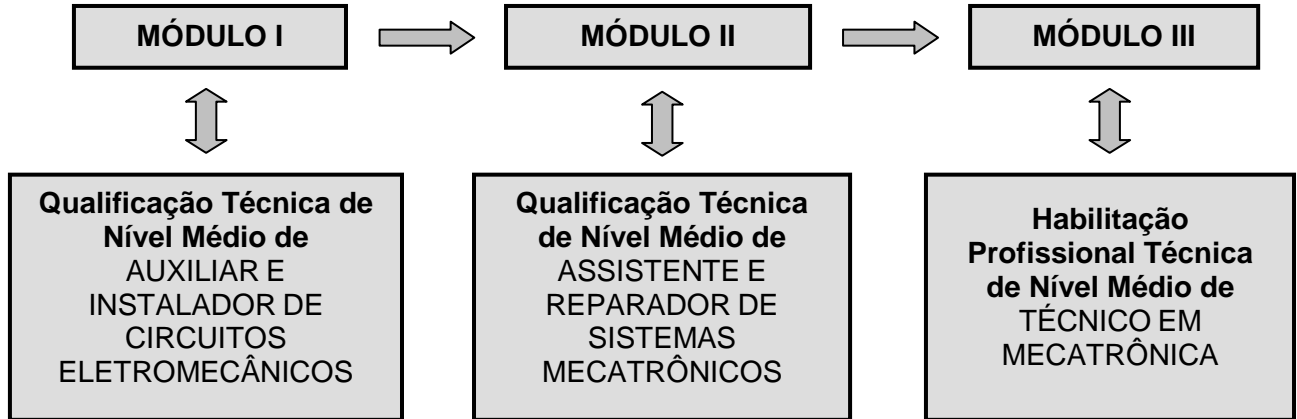 MÓDULO I
MÓDULO II
MÓDULO III
Qualificação Técnica de
Nível Médio de
AUXILIAR E
INSTALADOR DE
CIRCUITOS
ELETROMECÂNICOS
Qualificação Técnica
de Nível Médio de
ASSISTENTE E
REPARADOR DE
SISTEMAS
MECATRÔNICOS
Habilitação
Profissional Técnica
de Nível Médio de
TÉCNICO EM
MECATRÔNICA